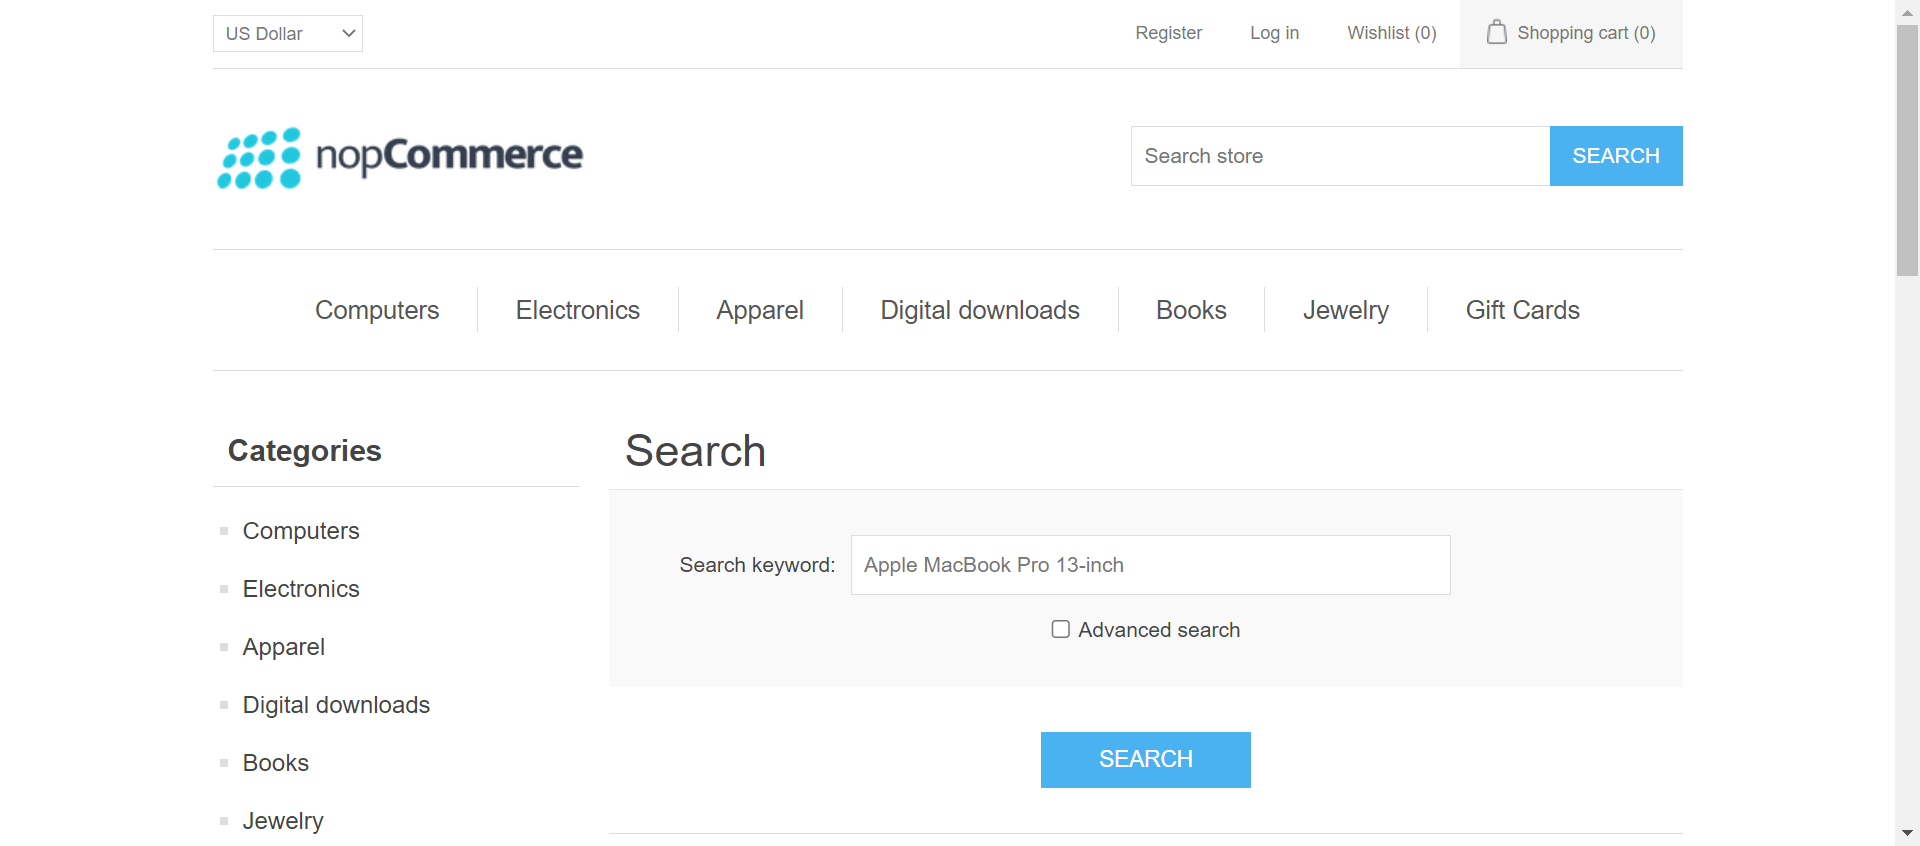 US Dollar
Register
Log in
Wishlist (0)
Shopping cart (0)
nopCommerce
Search store
SEARCH
Computers
Electronics
Apparel
Digital downloads
Books
Jewelry
Gift Cards
Categories
Computers
Electronics
Apparel
Digital downloads
Books
Jewelry
Search
Search keyword:
Apple MacBook Pro 13-inch
Advanced search
SEARCH